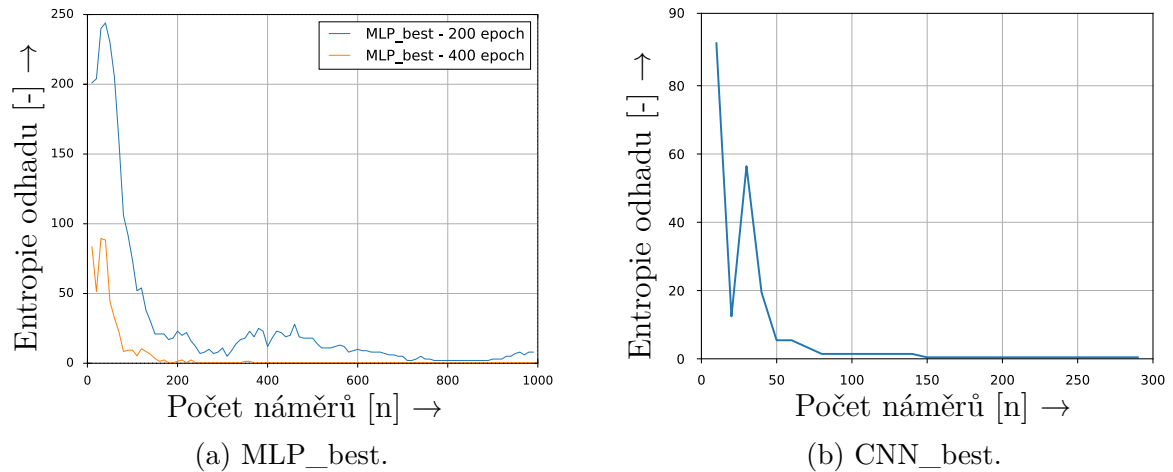 250
200
150
100
50
0
Entropie odhadu [-] →
MLP_best - 200 epoch
MLP_best - 400 epoch
0 200 400 600 800 1000
Počet náměrů [n] →
(a) MLP_best.
90
80
60
40
20
0
Entropie odhadu [-] →
0 50 100 150 200 250 300
Počet náměrů [n] →
(b) CNN_best.